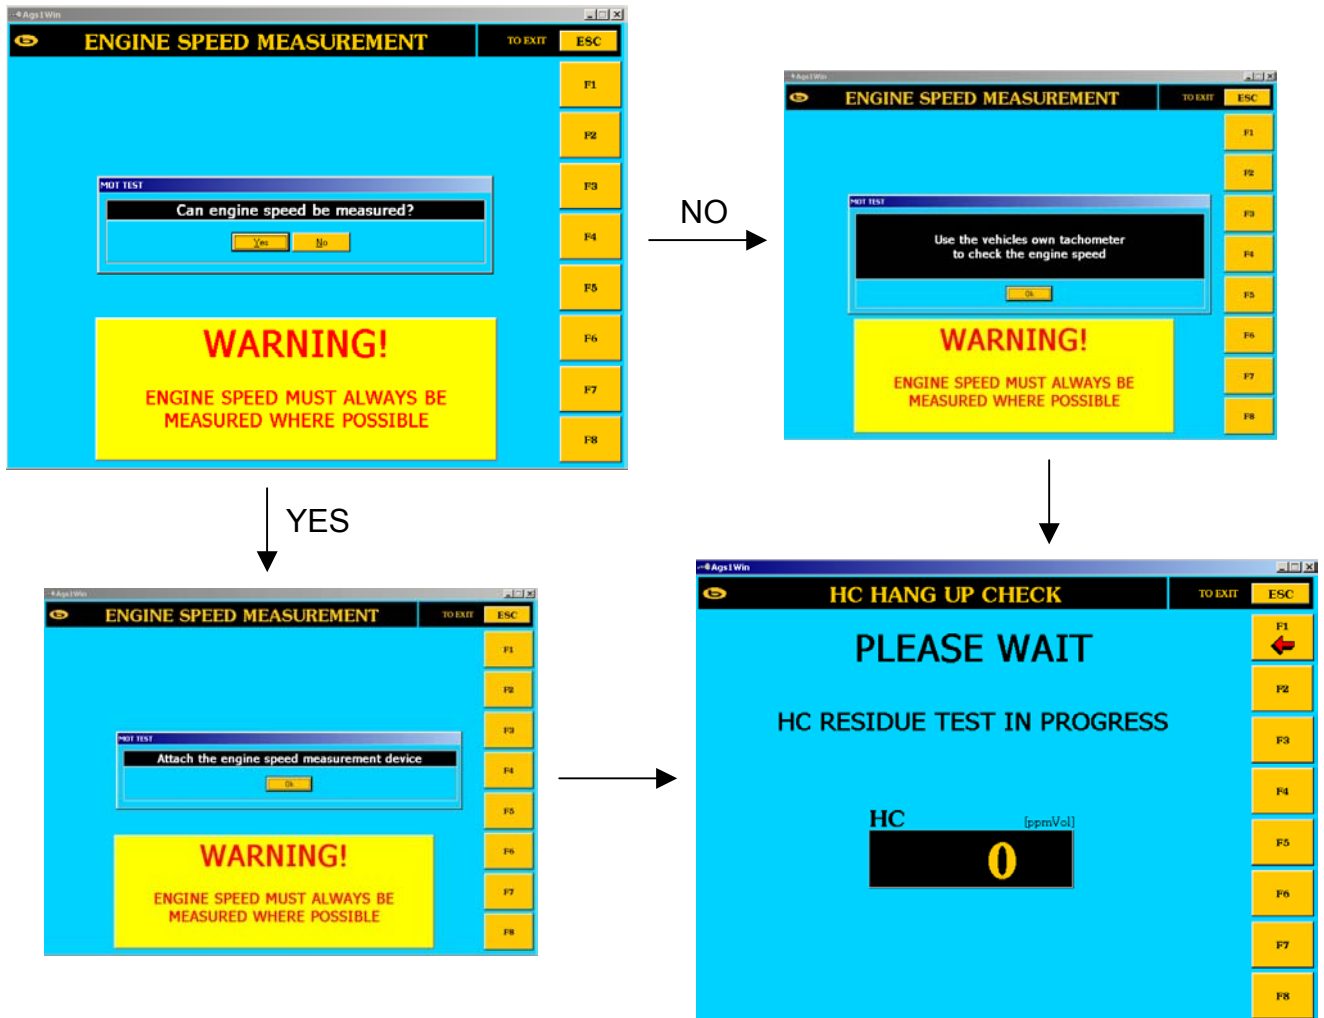 Ags1Win
ENGINE SPEED MEASUREMENT
TO EXIT
ESC
F1
F2
F3
F4
F5
F6
F7
F8
MOT TEST
Can engine speed be measured?
Yes
No
WARNING!
ENGINE SPEED MUST ALWAYS BE
MEASURED WHERE POSSIBLE
NO
Ags1Win
ENGINE SPEED MEASUREMENT
TO EXIT
ESC
F1
F2
F3
F4
F5
F6
F7
F8
MOT TEST
Use the vehicles own tachometer
to check the engine speed
Ok
WARNING!
ENGINE SPEED MUST ALWAYS BE
MEASURED WHERE POSSIBLE
YES
Ags1Win
ENGINE SPEED MEASUREMENT
TO EXIT
ESC
F1
F2
F3
F4
F5
F6
F7
F8
MOT TEST
Attach the engine speed measurement device
Ok
WARNING!
ENGINE SPEED MUST ALWAYS BE
MEASURED WHERE POSSIBLE
Ags1Win
HC HANG UP CHECK
TO EXIT
ESC
F1
F2
F3
F4
F5
F6
F7
F8
PLEASE WAIT
HC RESIDUE TEST IN PROGRESS
HC
[ppmVol]
0